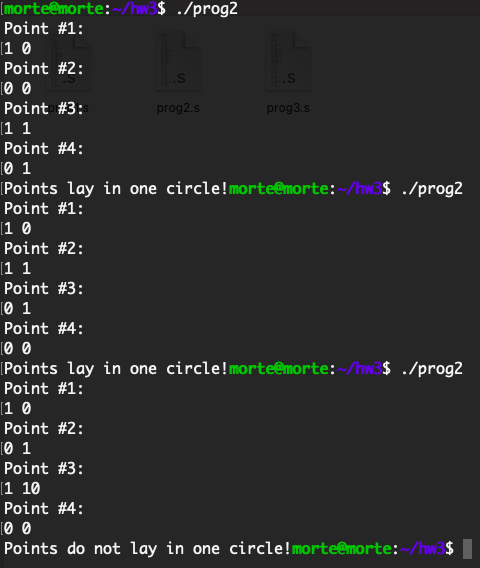 morte@morte:~/hw3$ ./prog2
Point #1:
1 0
Point #2:
0 0
Point #3:
1 1
Point #4:
0 1
Points lay in one circle!morte@morte:~/hw3$ ./prog2
Point #1:
1 0
Point #2:
1 1
Point #3:
0 1
Point #4:
0 0
Points lay in one circle!morte@morte:~/hw3$ ./prog2
Point #1:
1 0
Point #2:
0 1
Point #3:
1 10
Point #4:
0 0
Points do not lay in one circle!morte@morte:~/hw3$
.s
.s
.s
prog2.s
prog3.s